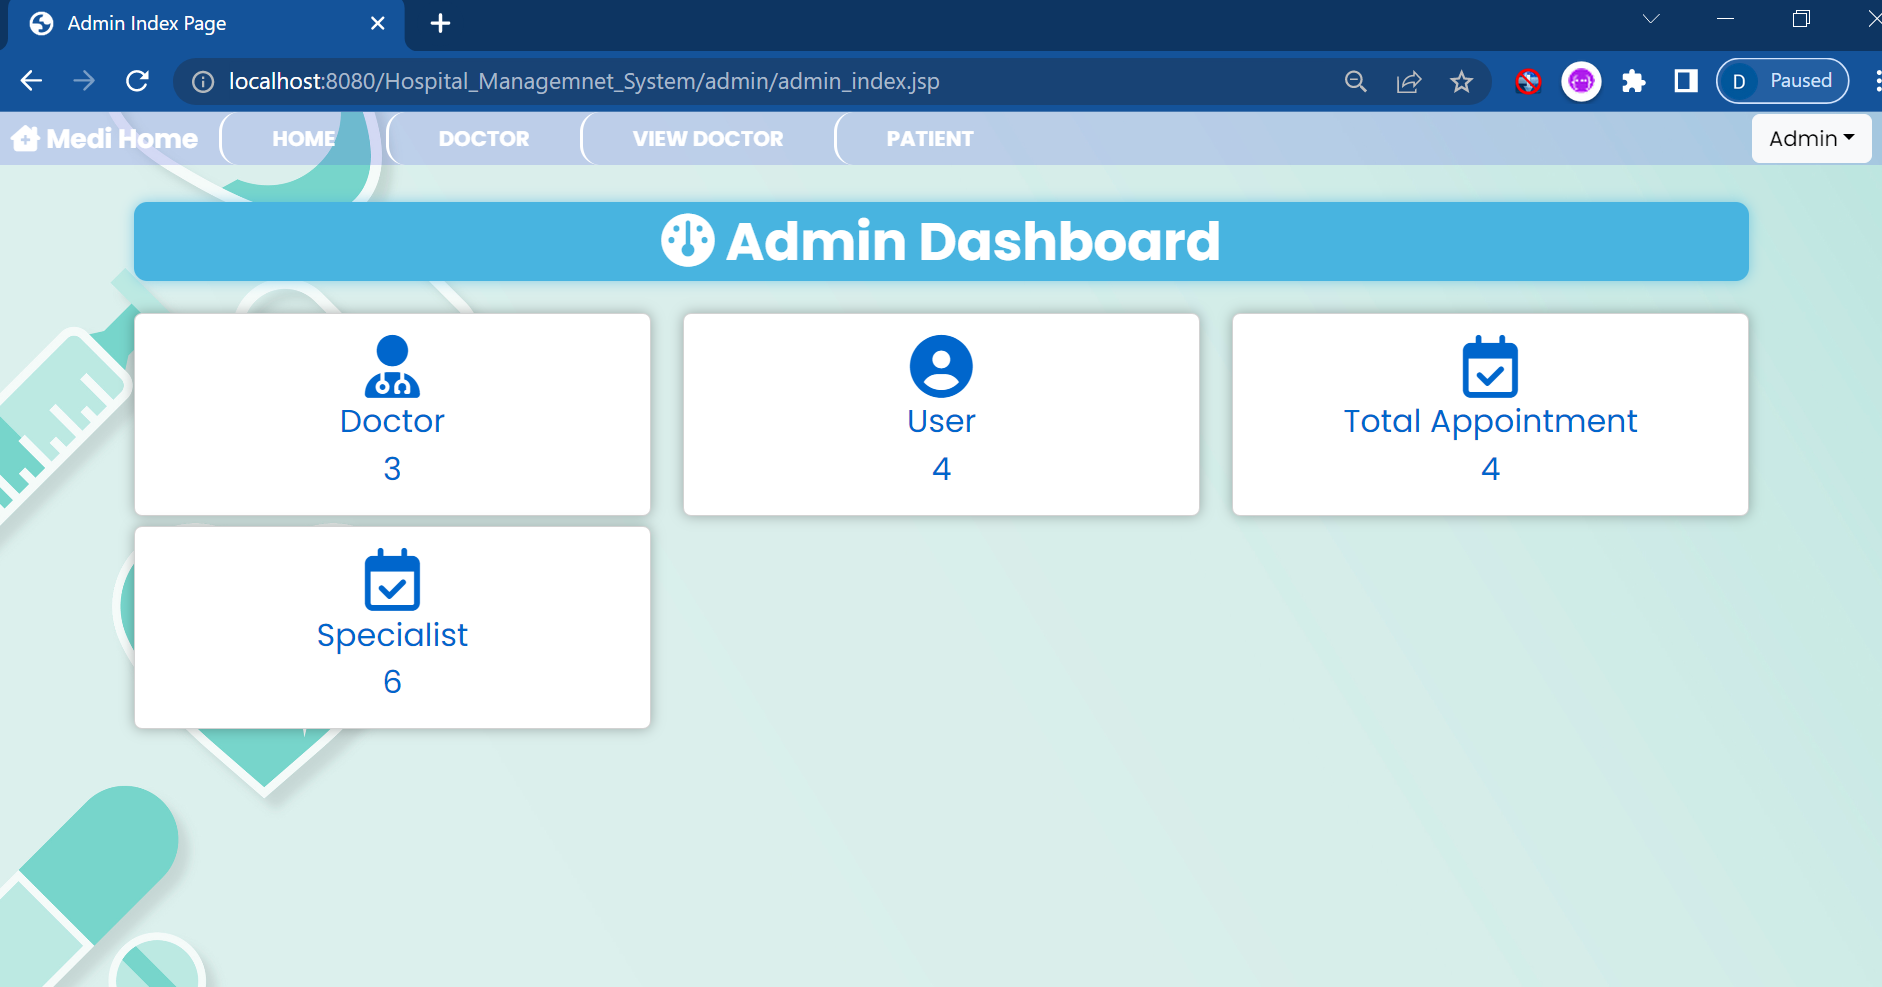 Admin Index Page
localhost:8080/Hospital_Managemnet_System/admin/admin_index.jsp
D Paused
Medi Home HOME DOCTOR VIEW DOCTOR PATIENT Admin
Admin Dashboard
Doctor
3
User
4
Total Appointment
4
Specialist
6